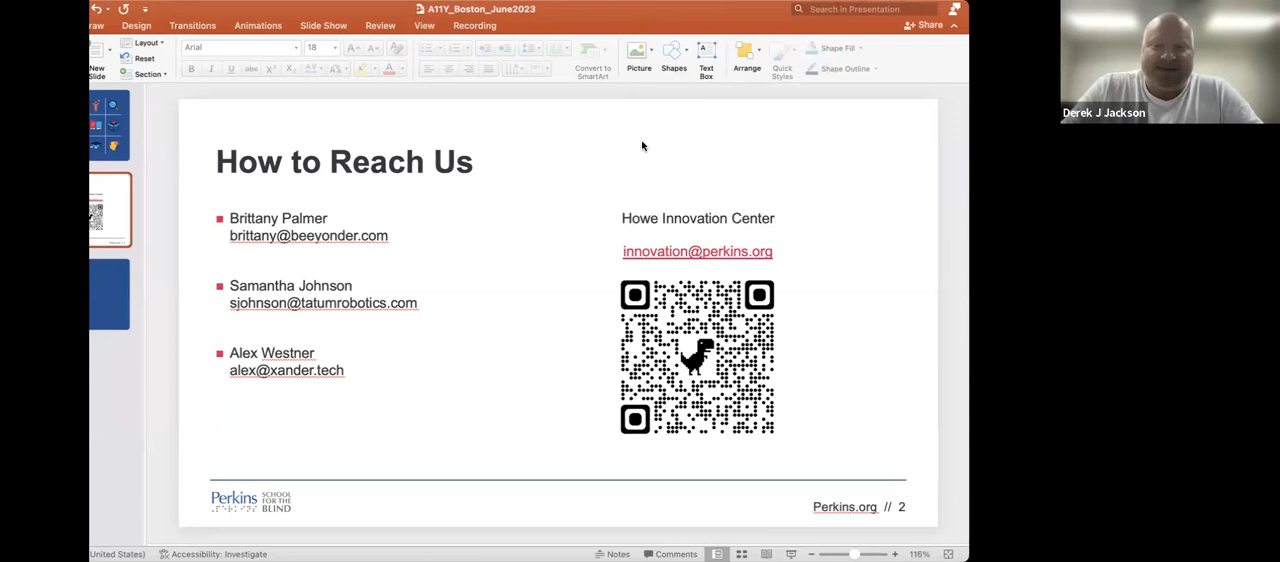 A11Y_Boston_June2023
Search in Presentation
raw Design Transitions Animations Slide Show Review View Recording
Share
New Slide
Layout
Reset
Section
Arial
18
Convert to SmartArt
Picture
Shapes
Text Box
Arrange
Quick Styles
Shape Fill
Shape Outline
Derek J Jackson
How to Reach Us
Brittany Palmer
brittany@beeyonder.com
Samantha Johnson
sjohnson@tatumrobotics.com
Alex Westner
alex@xander.tech
Howe Innovation Center
innovation@perkins.org
Perkins SCHOOL FOR THE BLIND
Perkins.org // 2
United States)
Accessibility: Investigate
Notes
Comments
116%